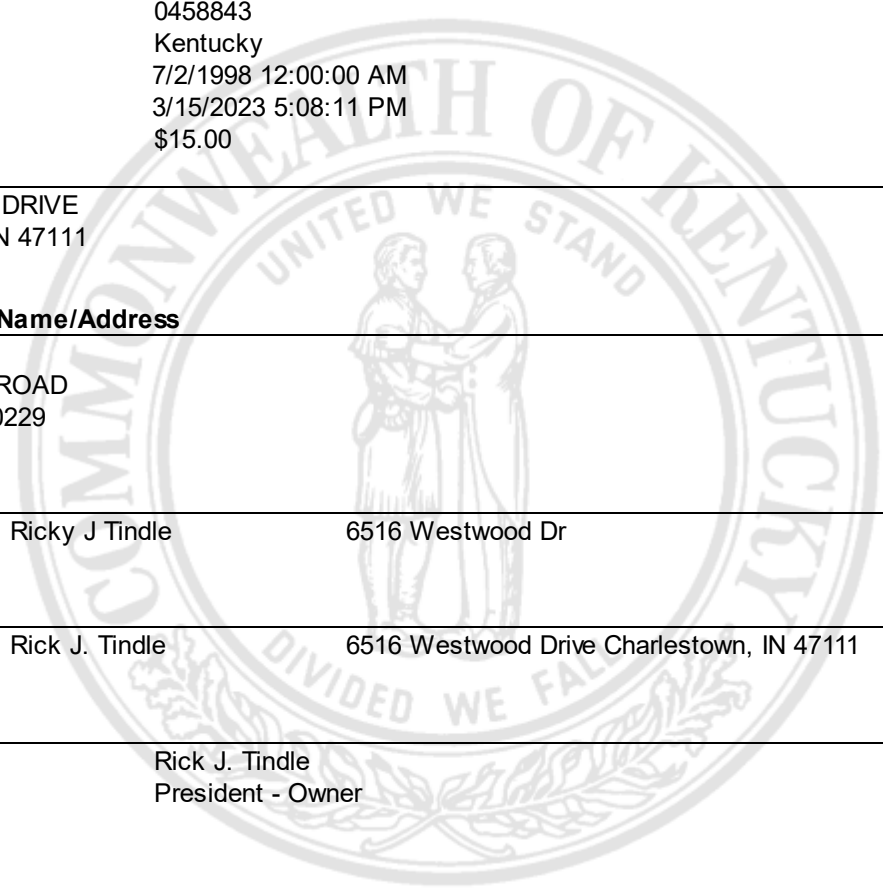 0458843
Kentucky
7/2/1998 12:00:00 AM
3/15/2023 5:08:11 PM
$15.00
DRIVE
N 47111
Name/Address
ROAD
0229
Ricky J Tindle 6516 Westwood Dr
Rick J. Tindle 6516 Westwood Drive Charlestown, IN 47111
Rick J. Tindle
President - Owner
COMMONWEALTH OF KENTUCKY
UNITED WE STAND
DIVIDED WE FALL